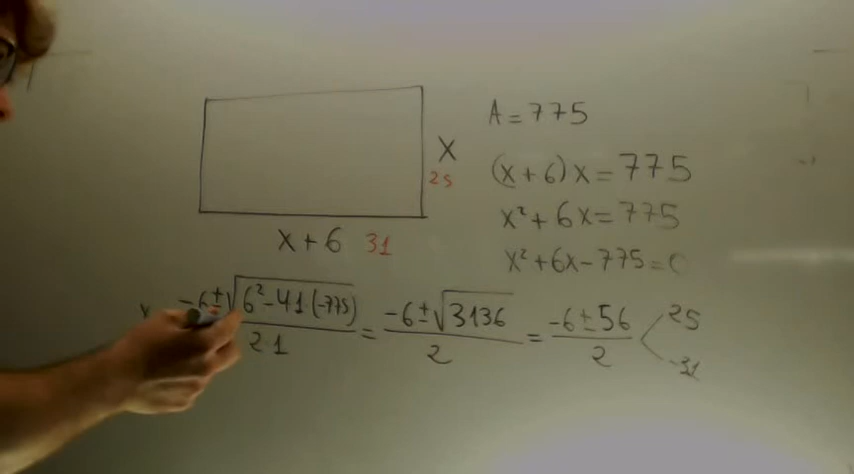 A = 775
X
25
(x + 6) x = 775
x² + 6x = 775
x + 6 31
x² + 6x - 775 = 0
x -6 ± √6² - 4 1 (-775) / 2·1 = -6 ± √3136 / 2 = -6 ± 56 / 2 < 25
-31